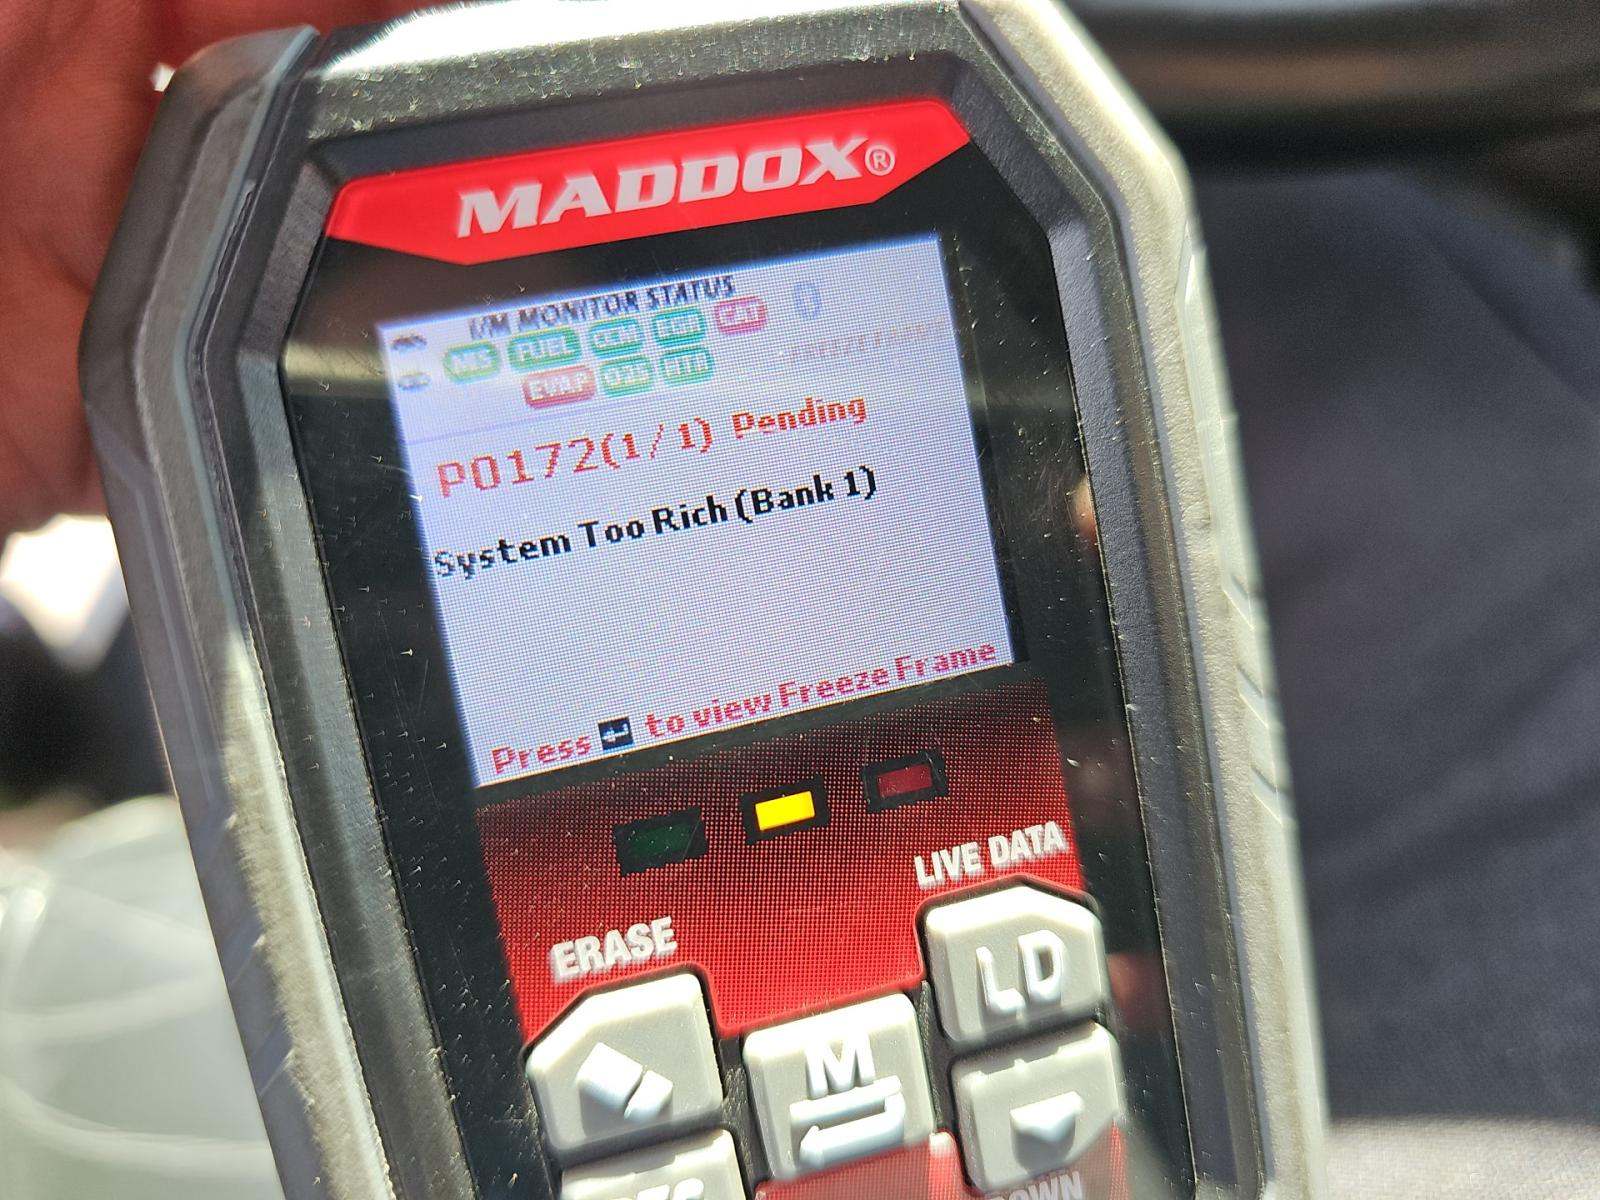 MADDOX®
I/M MONITOR STATUS
MIS FUEL CCM EGR CAT
EVAP O2S HTR
P0172(1/1) Pending
System Too Rich (Bank 1)
Press to view Freeze Frame
LIVE DATA
ERASE
LD
M
DOWN